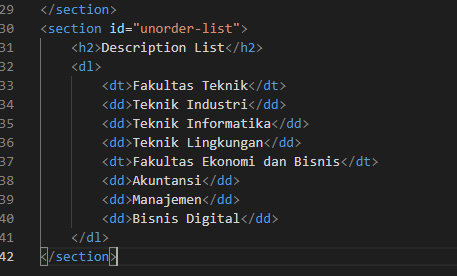 29 </section>
30 <section id="unorder-list">
31 <h2>Description List</h2>
32 <dl>
33 <dt>Fakultas Teknik</dt>
34 <dd>Teknik Industri</dd>
35 <dd>Teknik Informatika</dd>
36 <dd>Teknik Lingkungan</dd>
37 <dt>Fakultas Ekonomi dan Bisnis</dt>
38 <dd>Akuntansi</dd>
39 <dd>Manajemen</dd>
40 <dd>Bisnis Digital</dd>
41 </dl>
42 </section>